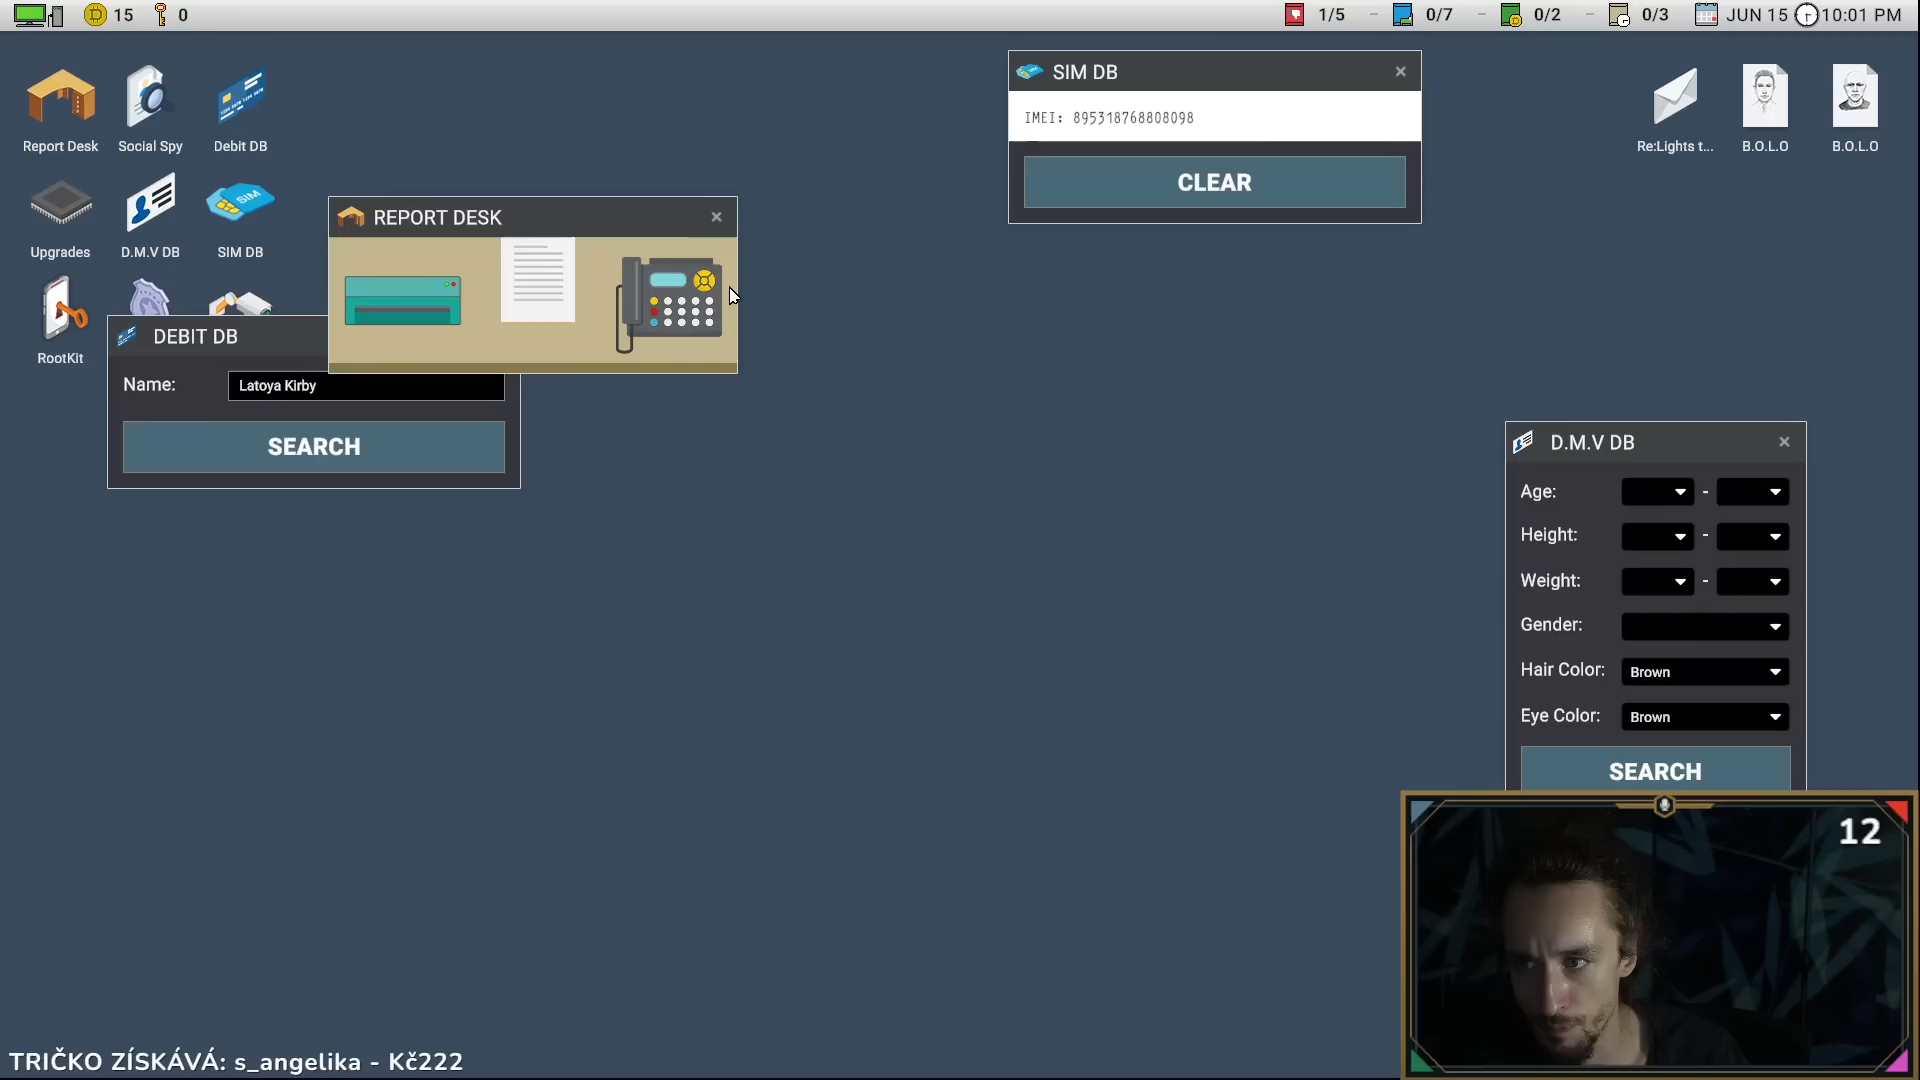 15
0
1/5
0/7
0/2
0/3
JUN 15
10:01 PM
Report Desk
Social Spy
Debit DB
Upgrades
D.M.V DB
SIM DB
RootKit
SIM DB
IMEI: 895318768808098
CLEAR
Re:Lights t...
B.O.L.O
B.O.L.O
REPORT DESK
DEBIT DB
Name:
Latoya Kirby
SEARCH
D.M.V DB
Age:
-
Height:
-
Weight:
-
Gender:
Hair Color:
Brown
Eye Color:
Brown
SEARCH
12
TRIČKO ZÍSKÁVÁ: s_angelika - Kč222